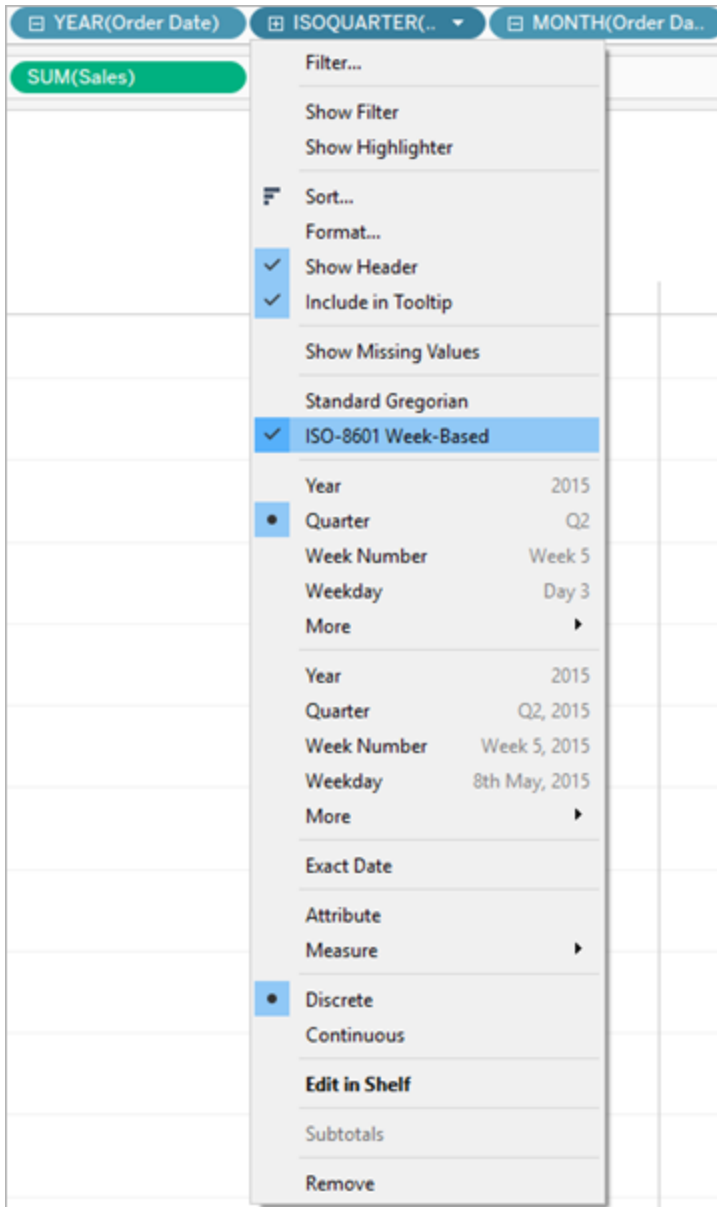 YEAR(Order Date) ISOQUARTER(.. MONTH(Order Da..
SUM(Sales)
Filter...
Show Filter
Show Highlighter
Sort...
Format...
Show Header
Include in Tooltip
Show Missing Values
Standard Gregorian
ISO-8601 Week-Based
Year 2015
Quarter Q2
Week Number Week 5
Weekday Day 3
More
Year 2015
Quarter Q2, 2015
Week Number Week 5, 2015
Weekday 8th May, 2015
More
Exact Date
Attribute
Measure
Discrete
Continuous
Edit in Shelf
Subtotals
Remove